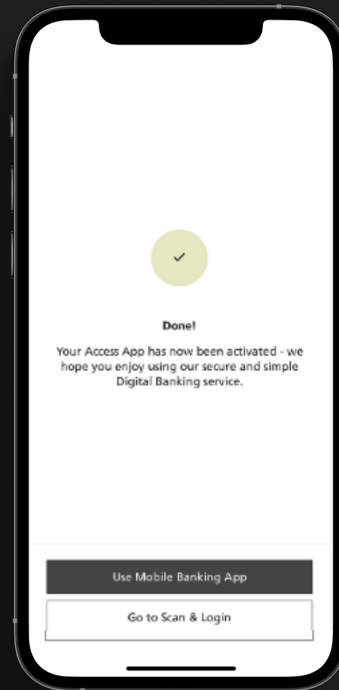 Done!
Your Access App has now been activated - we
hope you enjoy using our secure and simple
Digital Banking service.
Use Mobile Banking App
Go to Scan & Login